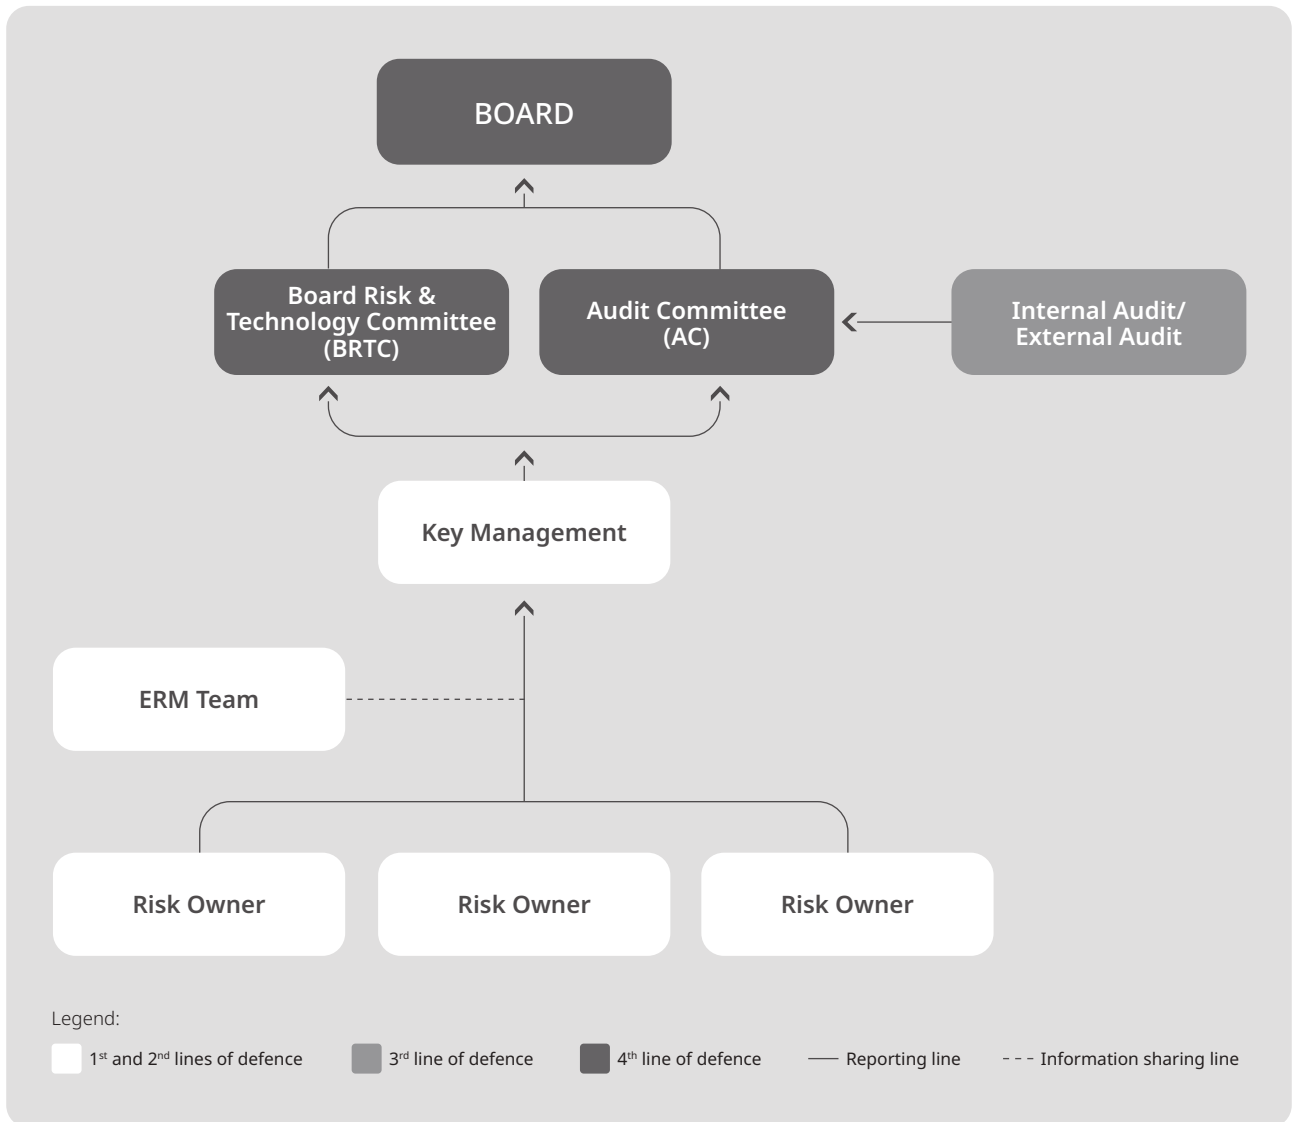 BOARD
Board Risk &
Technology Committee
(BRTC)
Audit Committee
(AC)
Internal Audit/
External Audit
Key Management
ERM Team
Risk Owner
Risk Owner
Risk Owner
Legend:
1st and 2nd lines of defence
3rd line of defence
4th line of defence
Reporting line
Information sharing line